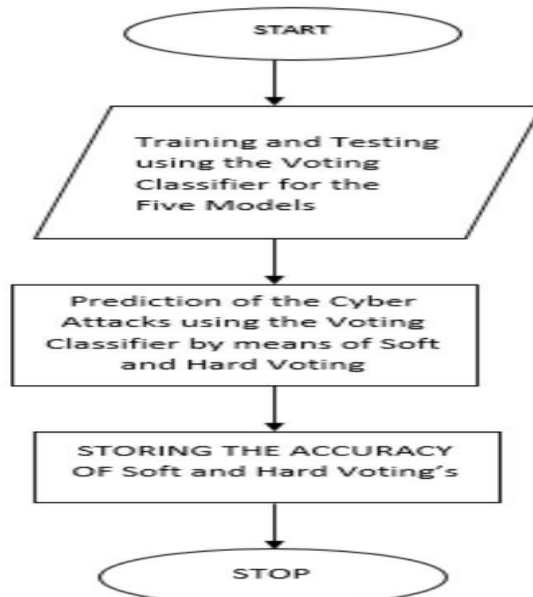 START
Training and Testing
using the Voting
Classifier for the
Five Models
Prediction of the Cyber
Attacks using the Voting
Classifier by means of Soft
and Hard Voting
STORING THE ACCURACY
OF Soft and Hard Voting's
STOP